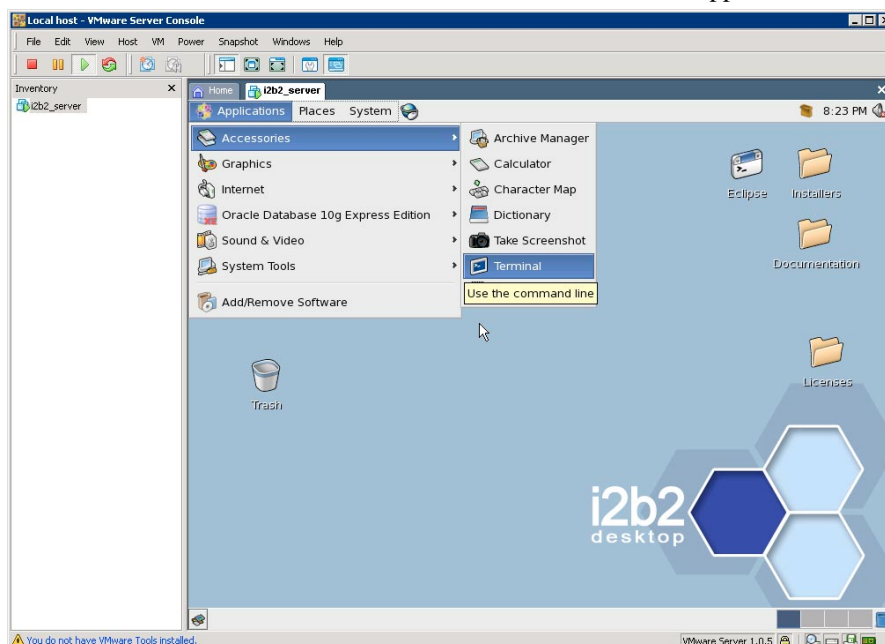 Local host - VMware Server Console
File Edit View Host VM Power Snapshot Windows Help
Inventory
i2b2_server
Home i2b2_server
Applications Places System 8:23 PM
Accessories
Graphics
Internet
Oracle Database 10g Express Edition
Sound & Video
System Tools
Add/Remove Software
Archive Manager
Calculator
Character Map
Dictionary
Take Screenshot
Terminal
Use the command line
Eclipse
Installers
Documentation
Licenses
Trash
i2b2
desktop
You do not have VMware Tools installed.
VMware Server 1.0.5